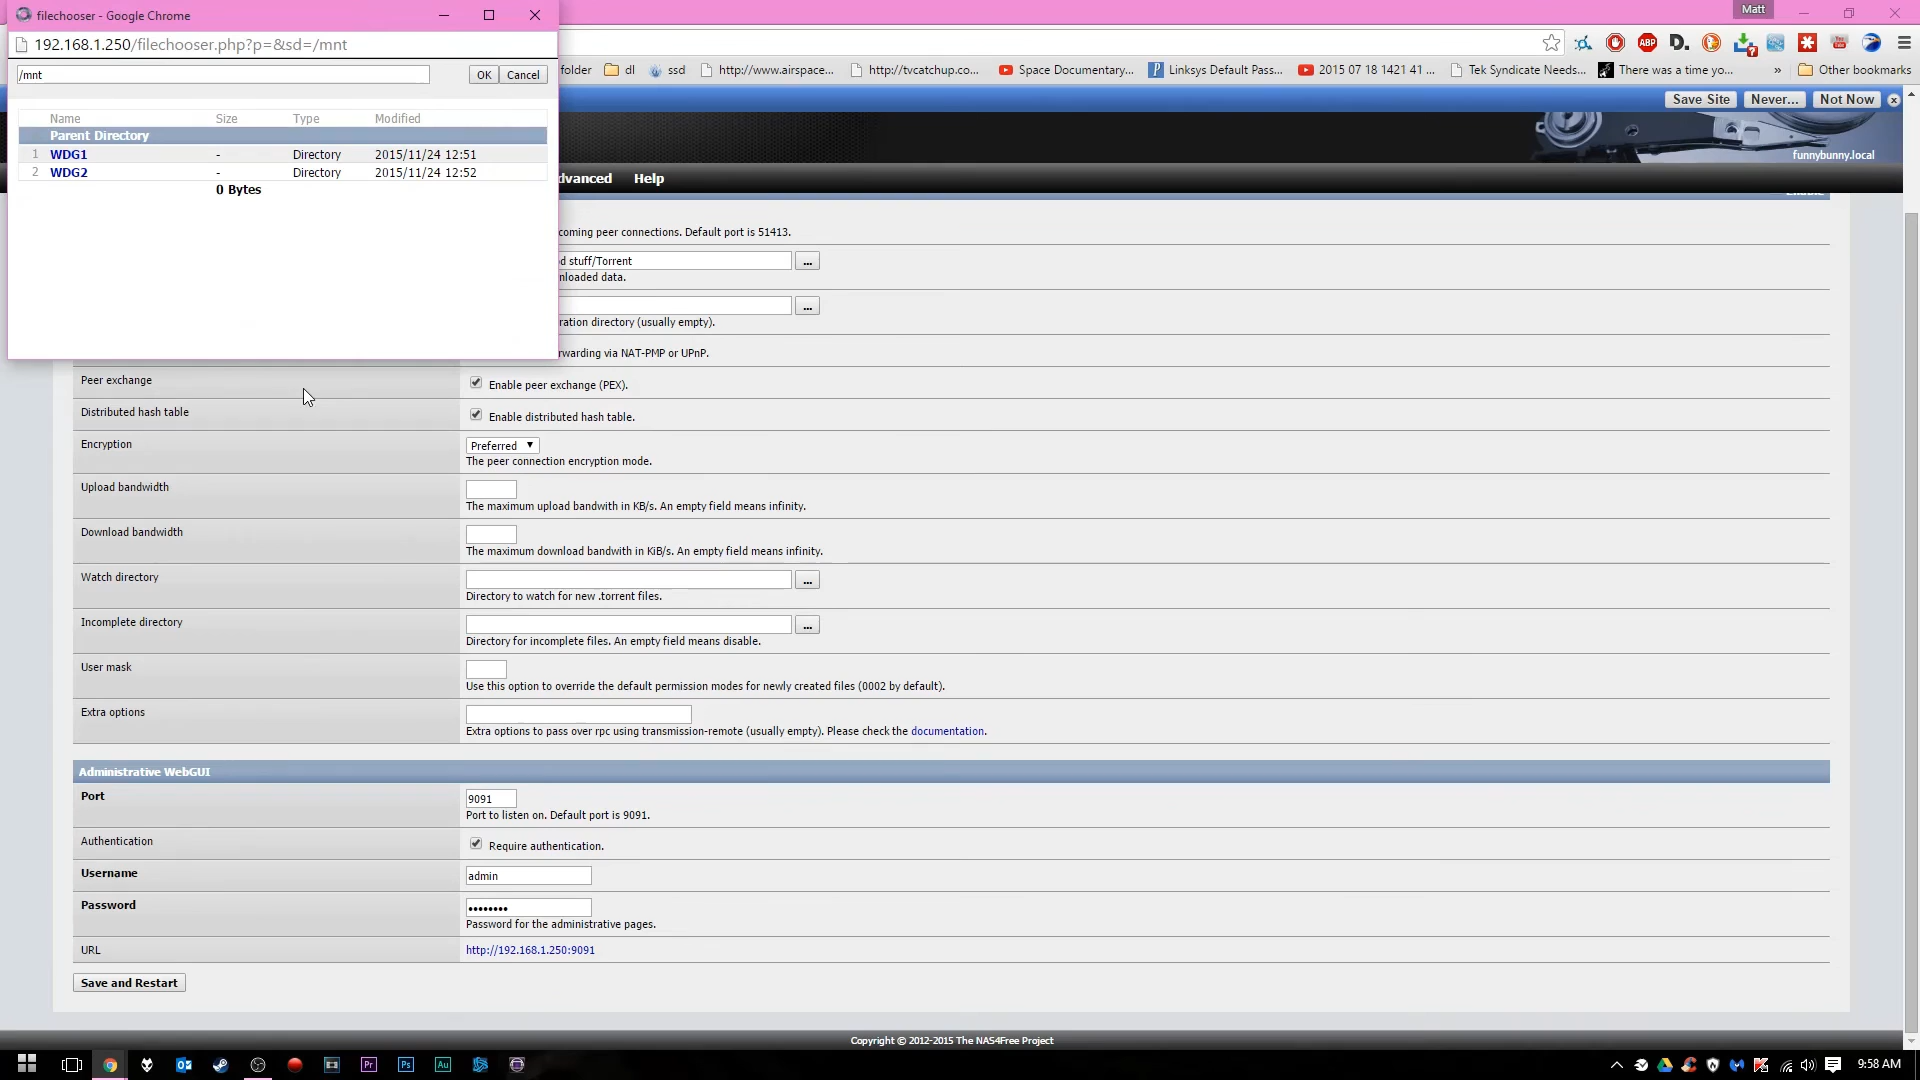 filechooser - Google Chrome
Matt
192.168.1.250/filechooser.php?p=&sd=/mnt
/mnt
OK
Cancel
older
dl
ssd
http://www.airspace...
http://tvcatchup.co...
Space Documentary...
Linksys Default Pass...
2015 07 18 1421 41 ...
Tek Syndicate Needs...
There was a time yo...
»
Other bookmarks
Save Site
Never...
Not Now
Name Size Type Modified
Parent Directory
1 WDG1 - Directory 2015/11/24 12:51
2 WDG2 - Directory 2015/11/24 12:52
0 Bytes
funnybunny.local
dvanced
Help
coming peer connections. Default port is 51413.
d stuff/Torrent
...
nloaded data.
...
ration directory (usually empty).
rwarding via NAT-PMP or UPnP.
Peer exchange
Enable peer exchange (PEX).
Distributed hash table
Enable distributed hash table.
Encryption
Preferred
The peer connection encryption mode.
Upload bandwidth
The maximum upload bandwith in KB/s. An empty field means infinity.
Download bandwidth
The maximum download bandwith in KiB/s. An empty field means infinity.
Watch directory
...
Directory to watch for new .torrent files.
Incomplete directory
...
Directory for incomplete files. An empty field means disable.
User mask
Use this option to override the default permission modes for newly created files (0002 by default).
Extra options
Extra options to pass over rpc using transmission-remote (usually empty). Please check the documentation.
Administrative WebGUI
Port
9091
Port to listen on. Default port is 9091.
Authentication
Require authentication.
Username
admin
Password
••••••••
Password for the administrative pages.
URL
http://192.168.1.250:9091
Save and Restart
Copyright © 2012-2015 The NAS4Free Project
Pr
Ps
Au
9:58 AM